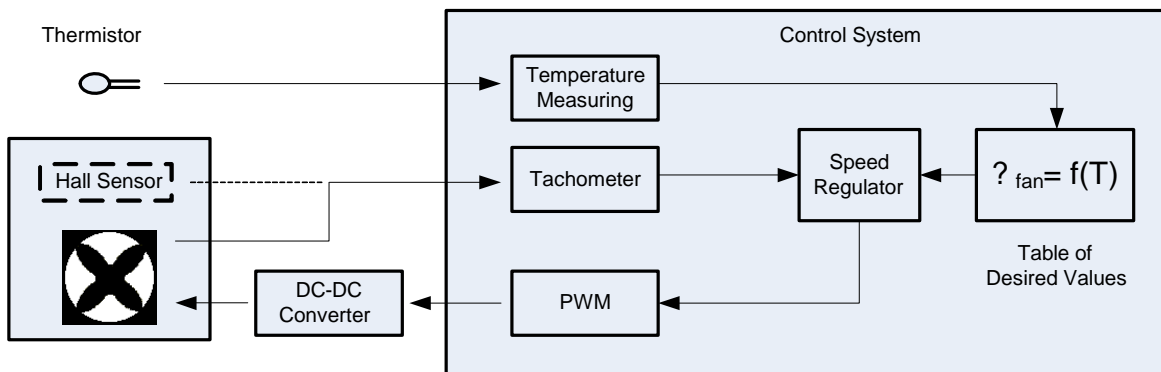 Thermistor
Control System
Temperature
Measuring
Hall Sensor
Tachometer
Speed
Regulator
? fan= f(T)
Table of
Desired Values
DC-DC
Converter
PWM